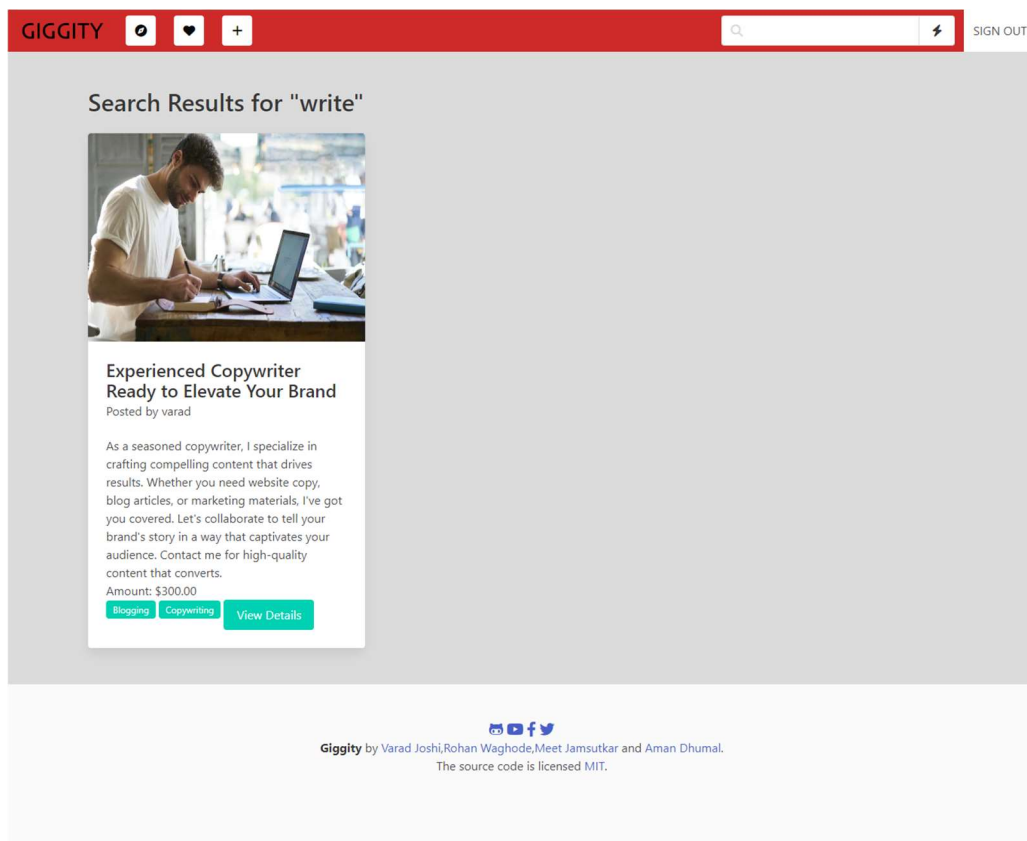 GIGGITY
SIGN OUT
Search Results for "write"
Experienced Copywriter
Ready to Elevate Your Brand
Posted by varad
As a seasoned copywriter, I specialize in
crafting compelling content that drives
results. Whether you need website copy,
blog articles, or marketing materials, I've got
you covered. Let's collaborate to tell your
brand's story in a way that captivates your
audience. Contact me for high-quality
content that converts.
Amount: $300.00
Blogging Copywriting View Details
Giggity by Varad Joshi,Rohan Waghode,Meet Jamsutkar and Aman Dhumal.
The source code is licensed MIT.